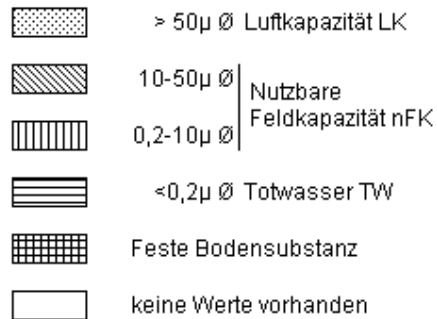 > 50µ Ø Luftkapazität LK
10-50µ Ø
Nutzbare
Feldkapazität nFK
0,2-10µ Ø
<0,2µ Ø Totwasser TW
Feste Bodensubstanz
keine Werte vorhanden